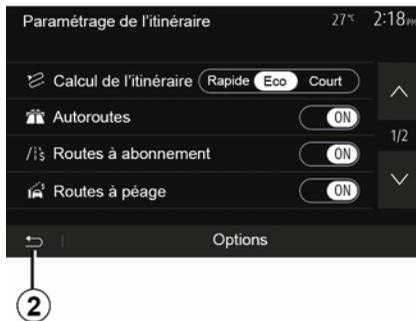 Paramétrage de l'itinéraire 27℃ 2:18PM
Calcul de l'itinéraire Rapide Eco Court
Autoroutes ON
1/2
Routes à abonnement ON
Routes à péage ON
Options
2